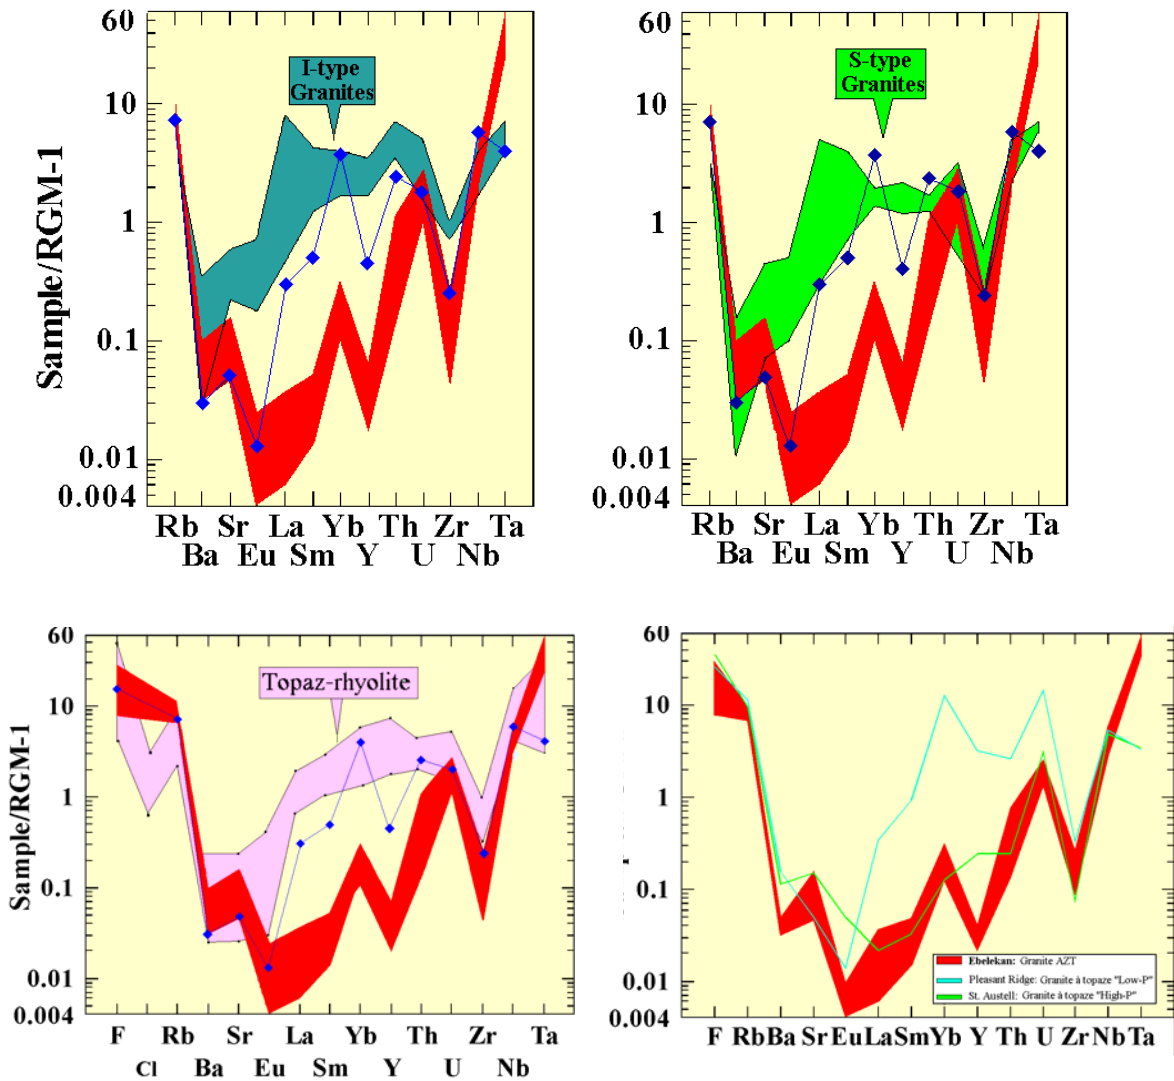 60
10
1
0.1
0.01
0.004
Sample/RGM-1
I-type
Granites
Rb Sr La Yb Th Zr Ta
Ba Eu Sm Y U Nb
60
10
1
0.1
0.01
0.004
S-type
Granites
Rb Sr La Yb Th Zr Ta
Ba Eu Sm Y U Nb
60
10
1
0.1
0.01
0.004
Sample/RGM-1
Topaz-rhyolite
F Rb Sr La Yb Th Zr Ta
Cl Ba Eu Sm Y U Nb
60
10
1
0.1
0.01
0.004
Ebelekan: Granite AZT
Pleasant Ridge: Granite à topaze "Low-P"
St. Austell: Granite à topaze "High-P"
F Rb Ba Sr Eu La Sm Yb Y Th U Zr Nb Ta